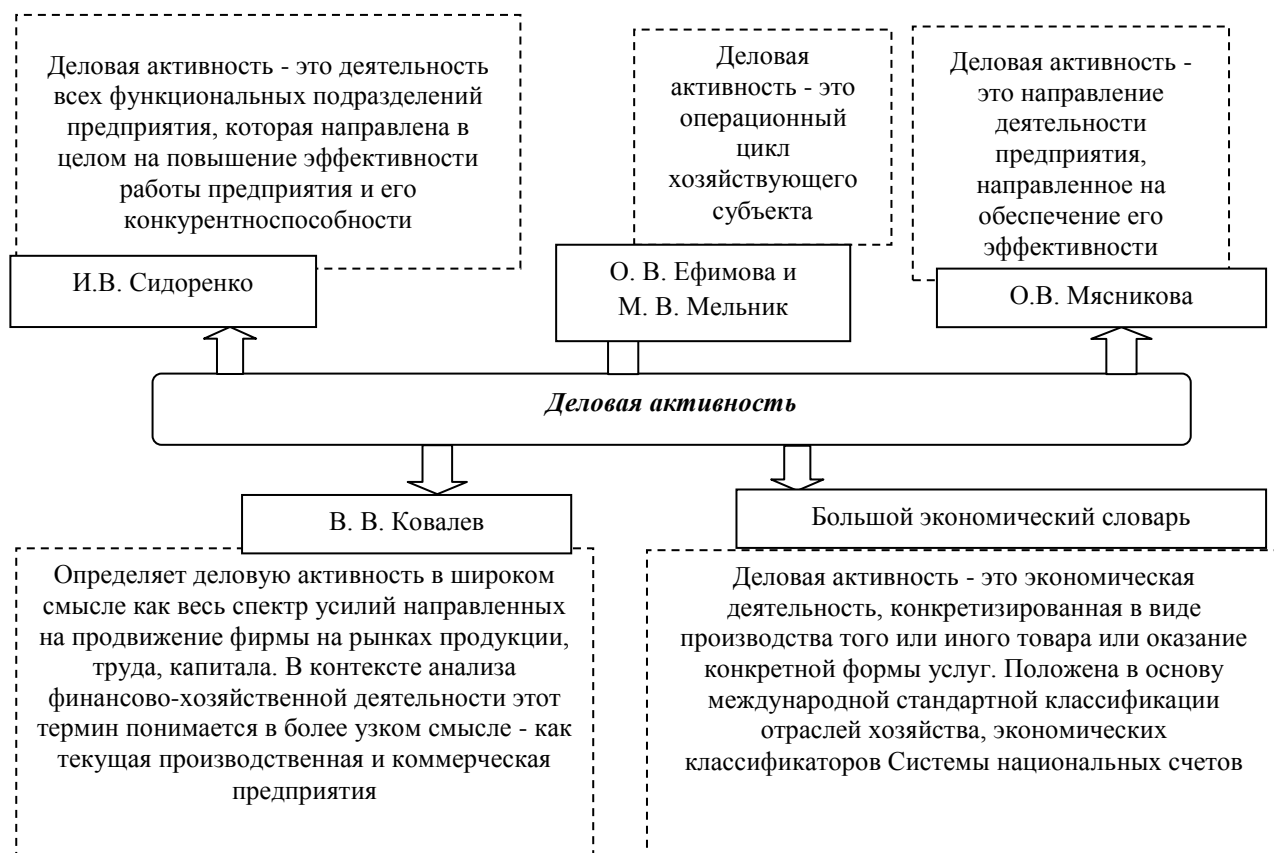 Деловая активность - это деятельность
всех функциональных подразделений
предприятия, которая направлена в
целом на повышение эффективности
работы предприятия и его
конкурентноспособности
И.В. Сидоренко
Деловая
активность - это
операционный
цикл
хозяйствующего
субъекта
О. В. Ефимова и
М. В. Мельник
Деловая активность -
это направление
деятельности
предприятия,
направленное на
обеспечение его
эффективности
О.В. Мясникова
Деловая активность
В. В. Ковалев
Определяет деловую активность в широком
смысле как весь спектр усилий направленных
на продвижение фирмы на рынках продукции,
труда, капитала. В контексте анализа
финансово-хозяйственной деятельности этот
термин понимается в более узком смысле - как
текущая производственная и коммерческая
предприятия
Большой экономический словарь
Деловая активность - это экономическая
деятельность, конкретизированная в виде
производства того или иного товара или оказание
конкретной формы услуг. Положена в основу
международной стандартной классификации
отраслей хозяйства, экономических
классификаторов Системы национальных счетов